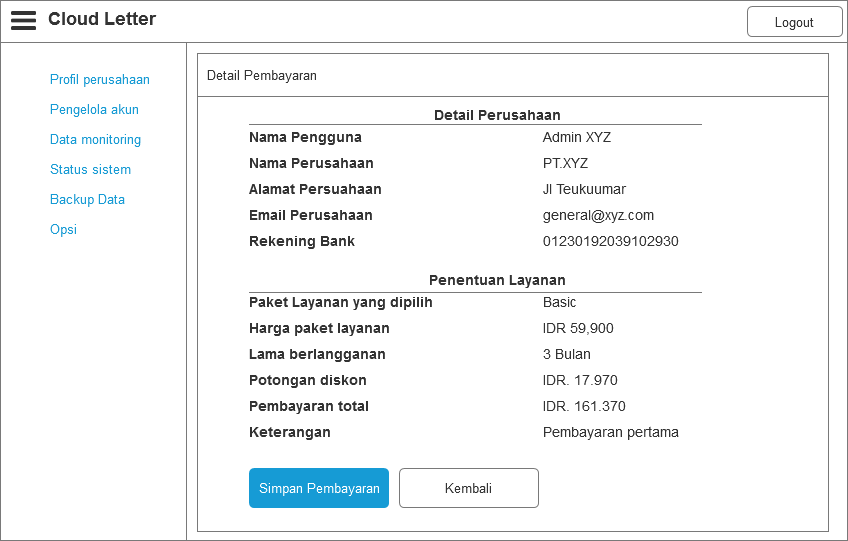 Cloud Letter
Logout
Profil perusahaan
Pengelola akun
Data monitoring
Status sistem
Backup Data
Opsi
Detail Pembayaran
Detail Perusahaan
Nama Pengguna Admin XYZ
Nama Perusahaan PT.XYZ
Alamat Persuahaan Jl Teukuumar
Email Perusahaan general@xyz.com
Rekening Bank 01230192039102930
Penentuan Layanan
Paket Layanan yang dipilih Basic
Harga paket layanan IDR 59,900
Lama berlangganan 3 Bulan
Potongan diskon IDR. 17.970
Pembayaran total IDR. 161.370
Keterangan Pembayaran pertama
Simpan Pembayaran Kembali